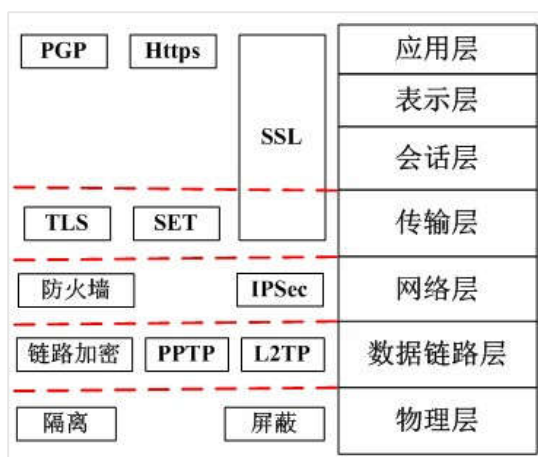 PGP Https 应用层
表示层
SSL
会话层
TLS SET 传输层
防火墙 IPSec 网络层
链路加密 PPTP L2TP 数据链路层
隔离 屏蔽 物理层